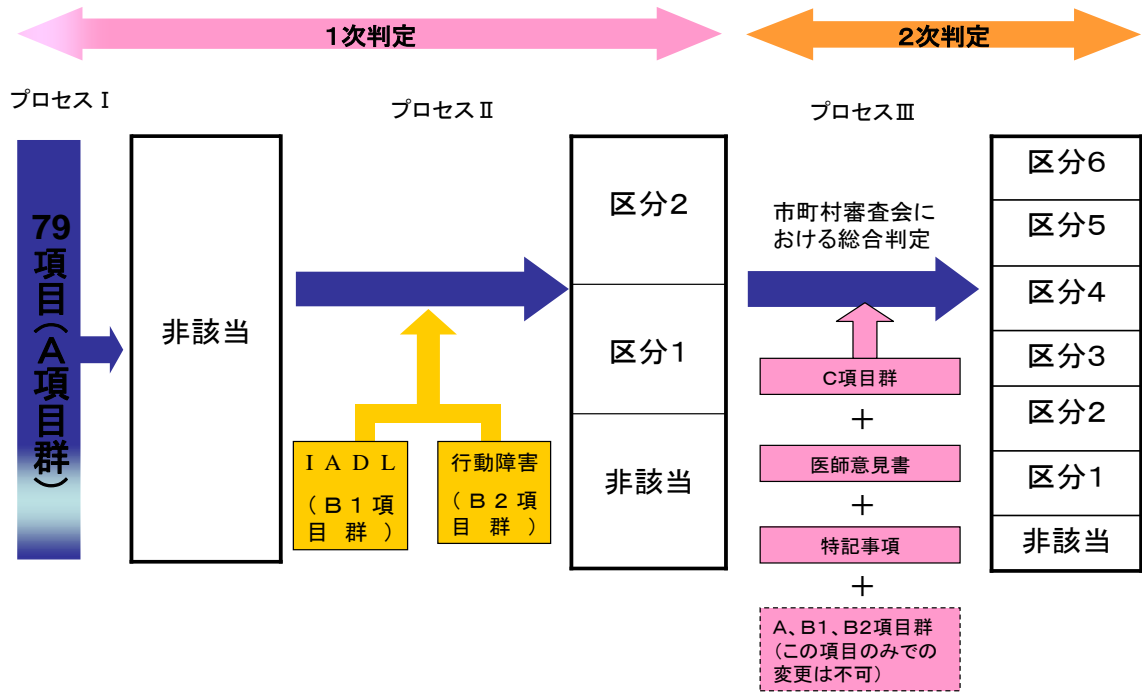 1次判定
2次判定
プロセスⅠ
プロセスⅡ
プロセスⅢ
79項目(A項目群)
非該当
IADL
(B1項
目群)
行動障害
(B2項
目群)
区分2
区分1
非該当
市町村審査会に
おける総合判定
C項目群
+
医師意見書
+
特記事項
+
A、B1、B2項目群
(この項目のみでの
変更は不可)
区分6
区分5
区分4
区分3
区分2
区分1
非該当